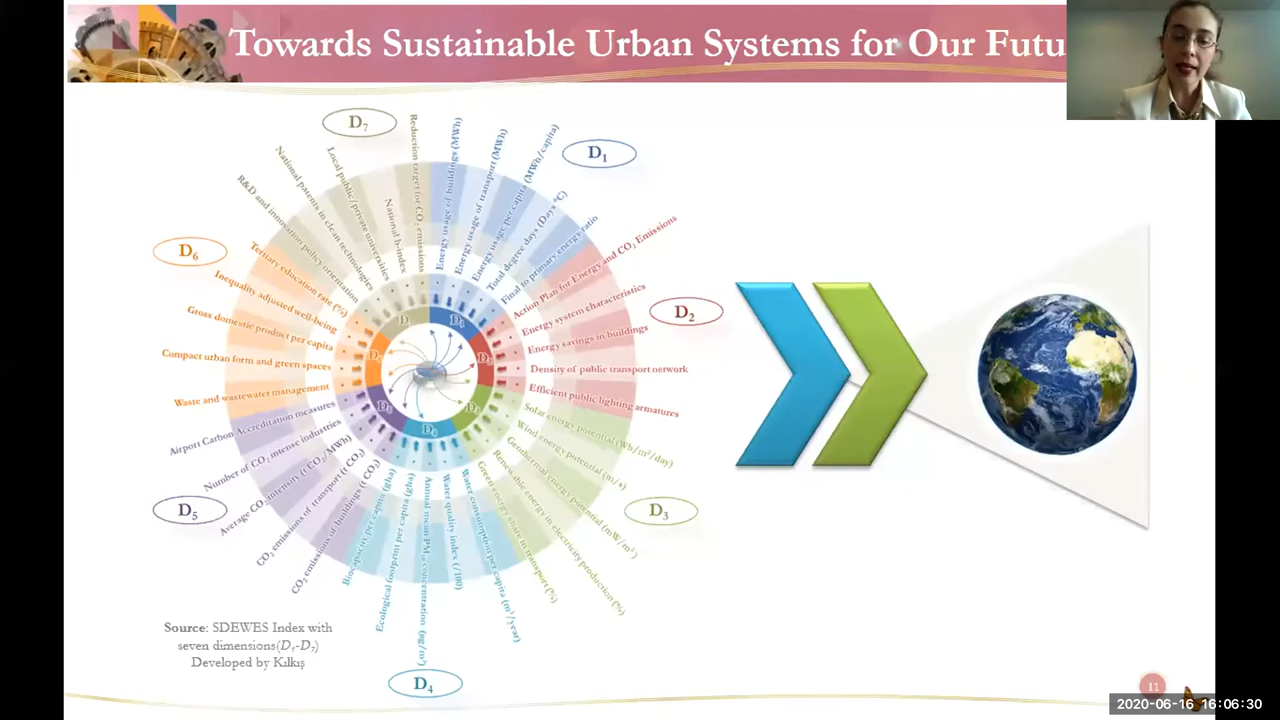 Towards Sustainable Urban Systems for Our Futu
D7
D1
D6
D2
D5
D3
D4
Energy usage of buildings (MWh)
Energy usage of transport (MWh)
Energy usage per capita (MWh/capita)
Total degree days (Days °C)
Final to primary energy ratio
Action Plan for Energy and CO2 Emissions
Energy system characteristics
Energy savings in buildings
Density of public transport network
Efficient public lighting armatures
Solar energy potential (Wh/m²/day)
Wind energy potential (m/s)
Geothermal energy potential (mW/m²)
Renewable energy in electricity production (%)
Green energy share in transport (%)
Water consumption per capita (m³/year)
Water quality index (/100)
Annual mean PM concentration (µg/m³)
Ecological footprint per capita (gha)
Biocapacity per capita (gha)
CO2 emissions of buildings (t CO2)
CO2 emissions of transport (t CO2)
Average CO2 intensity (t CO2/MWh)
Number of CO2 intense industries
Airport Carbon Accreditation measures
Waste and wastewater management
Compact urban form and green spaces
Gross domestic product per capita
Inequality adjusted well-being
Tertiary education rate (%)
R&D and innovation policy orientation
National patents in clean technologies
Local public/private universities
National h-index
Reduction target for CO2 emissions
D1
D2
D3
D4
D5
Source: SDEWES Index with
seven dimensions(D1-D7)
Developed by Kılkış
11
2020-06-16 16:06:30